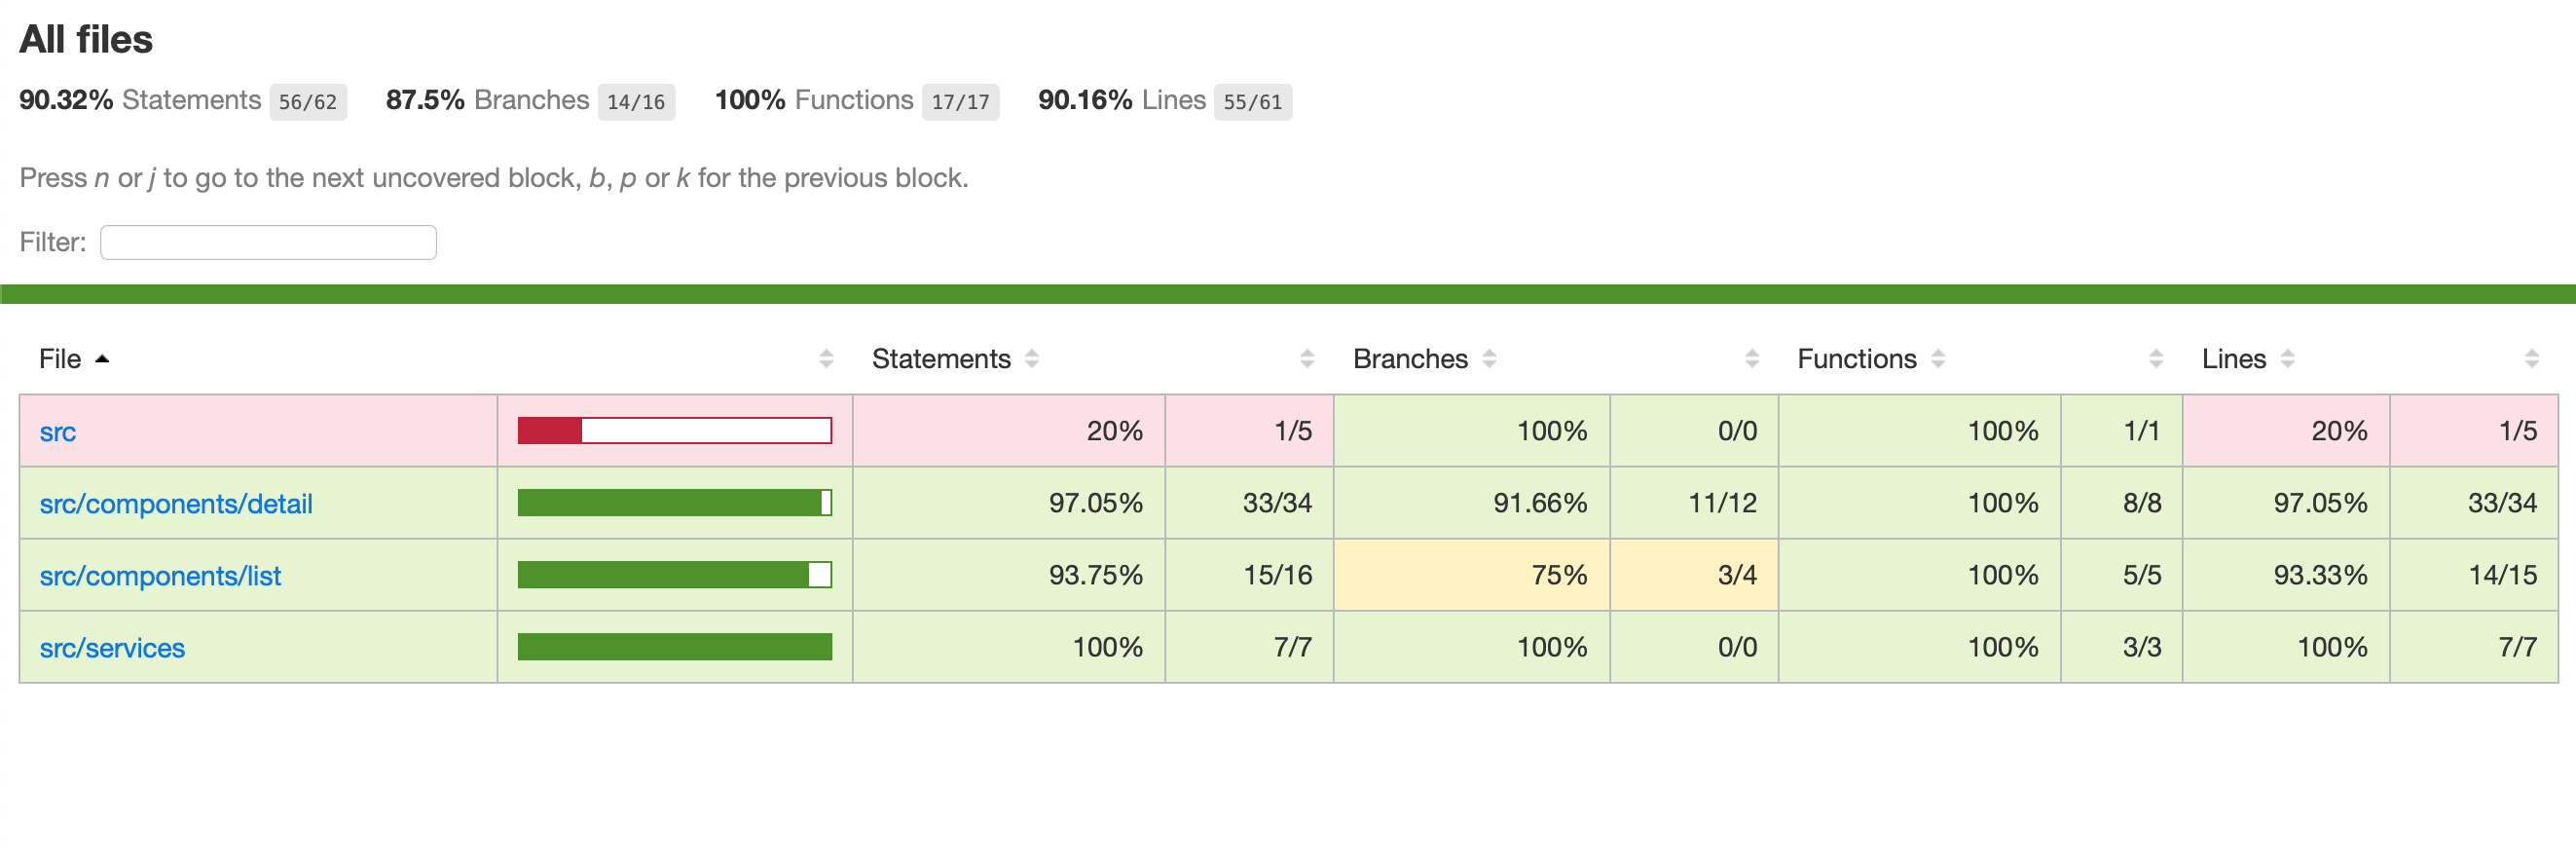 All files
90.32% Statements 56/62 87.5% Branches 14/16 100% Functions 17/17 90.16% Lines 55/61
Press n or j to go to the next uncovered block, b, p or k for the previous block.
Filter:
File Statements Branches Functions Lines
src 20% 1/5 100% 0/0 100% 1/1 20% 1/5
src/components/detail 97.05% 33/34 91.66% 11/12 100% 8/8 97.05% 33/34
src/components/list 93.75% 15/16 75% 3/4 100% 5/5 93.33% 14/15
src/services 100% 7/7 100% 0/0 100% 3/3 100% 7/7